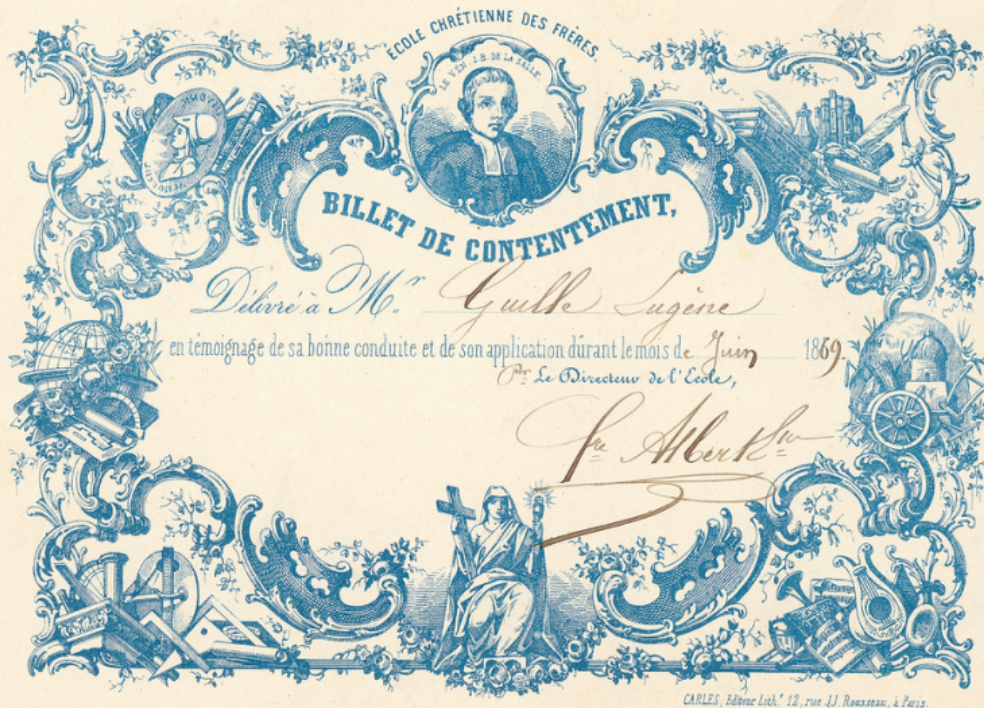 ÉCOLE CHRÉTIENNE DES FRÈRES
LE VEN. J.B. DE LA SALLE
BILLET DE CONTENTEMENT,
Délivré à Mr. Guille Eugène
en témoignage de sa bonne conduite et de son application durant le mois de Juin 1869.
Pr. Le Directeur de l'Ecole,
fre Albert
CARLES, Editeur Lith.e 12, rue J.J. Rousseau, à Paris.